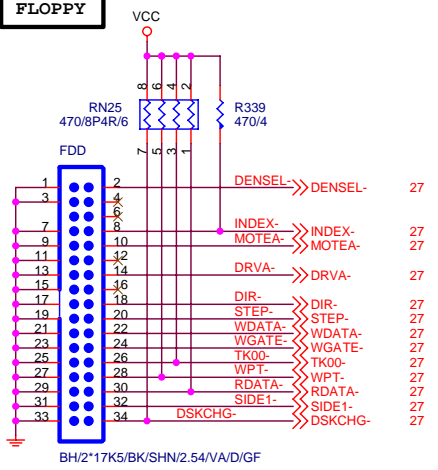 FLOPPY
VCC
8 6 4 2
RN25
470/8P4R/6
R339
470/4
7 5 3 1
FDD
1 2 DENSEL- DENSEL- 27
3 4
6
7 8 INDEX- INDEX- 27
9 10 MOTEA- MOTEA- 27
11 12
13 14 DRVA- DRVA- 27
15 16
17 18 DIR- DIR- 27
19 20 STEP- STEP- 27
21 22 WDATA- WDATA- 27
23 24 WGATE- WGATE- 27
25 26 TK00- TK00- 27
27 28 WPT- WPT- 27
29 30 RDATA- RDATA- 27
31 32 SIDE1- SIDE1- 27
33 34 DSKCHG- DSKCHG- 27
BH/2*17K5/BK/SHN/2.54/VA/D/GF